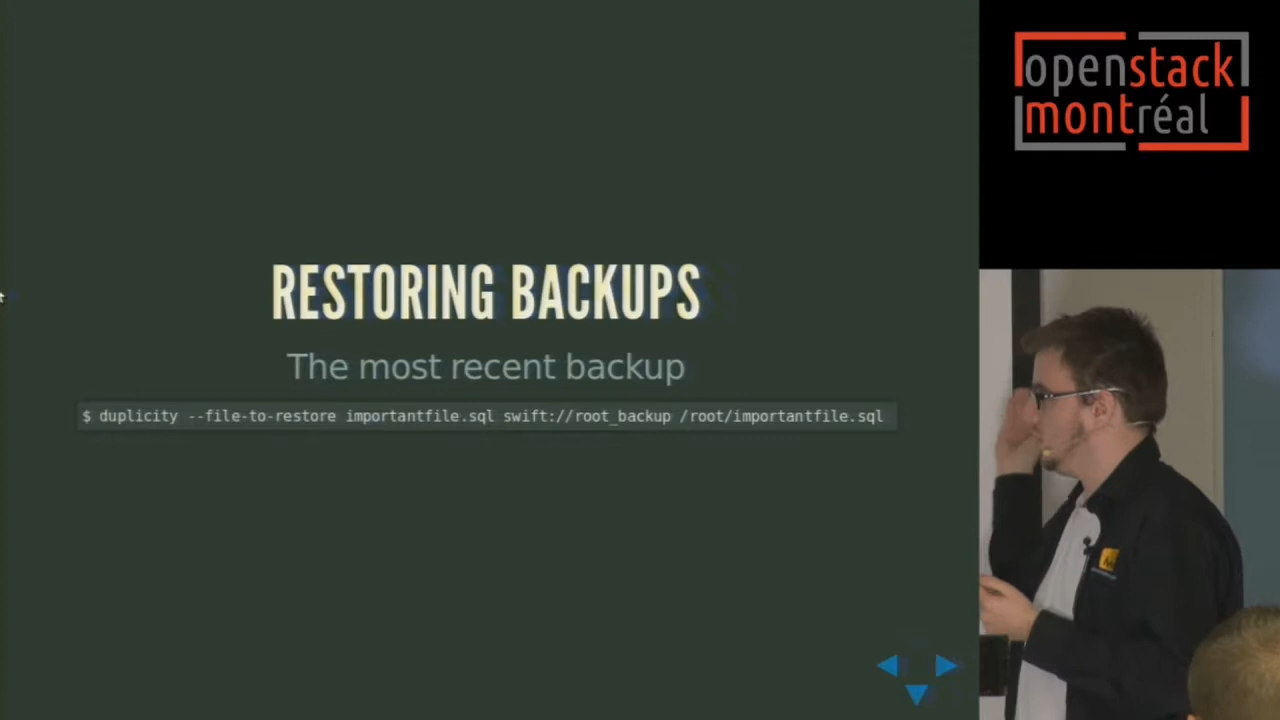 RESTORING BACKUPS
The most recent backup
$ duplicity --file-to-restore importantfile.sql swift://root_backup /root/importantfile.sql
openstack
montréal